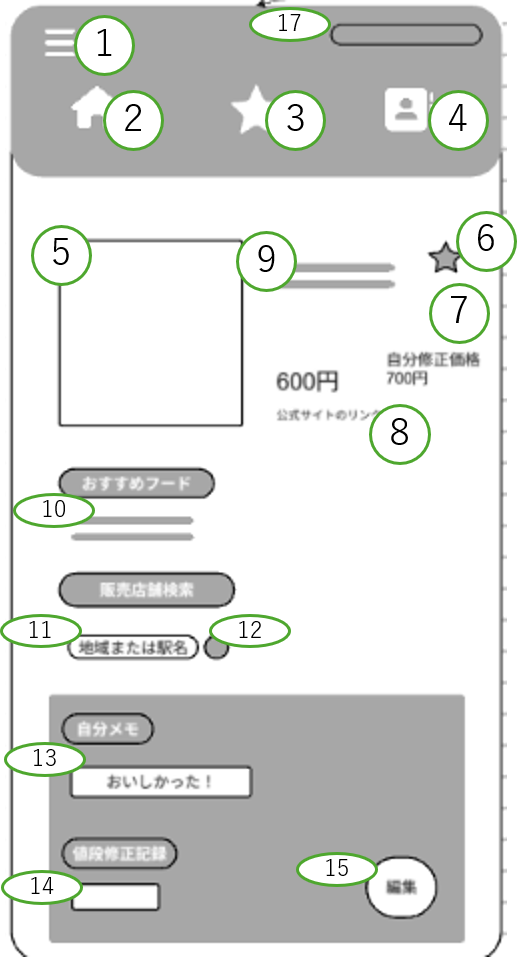 17
1
2
3
4
5
9
6
7
自分修正価格
700円
600円
公式サイトのリンク
8
おすすめフード
10
販売店舗検索
11
12
地域または駅名
自分メモ
13
おいしかった！
値段修正記録
14
15
編集